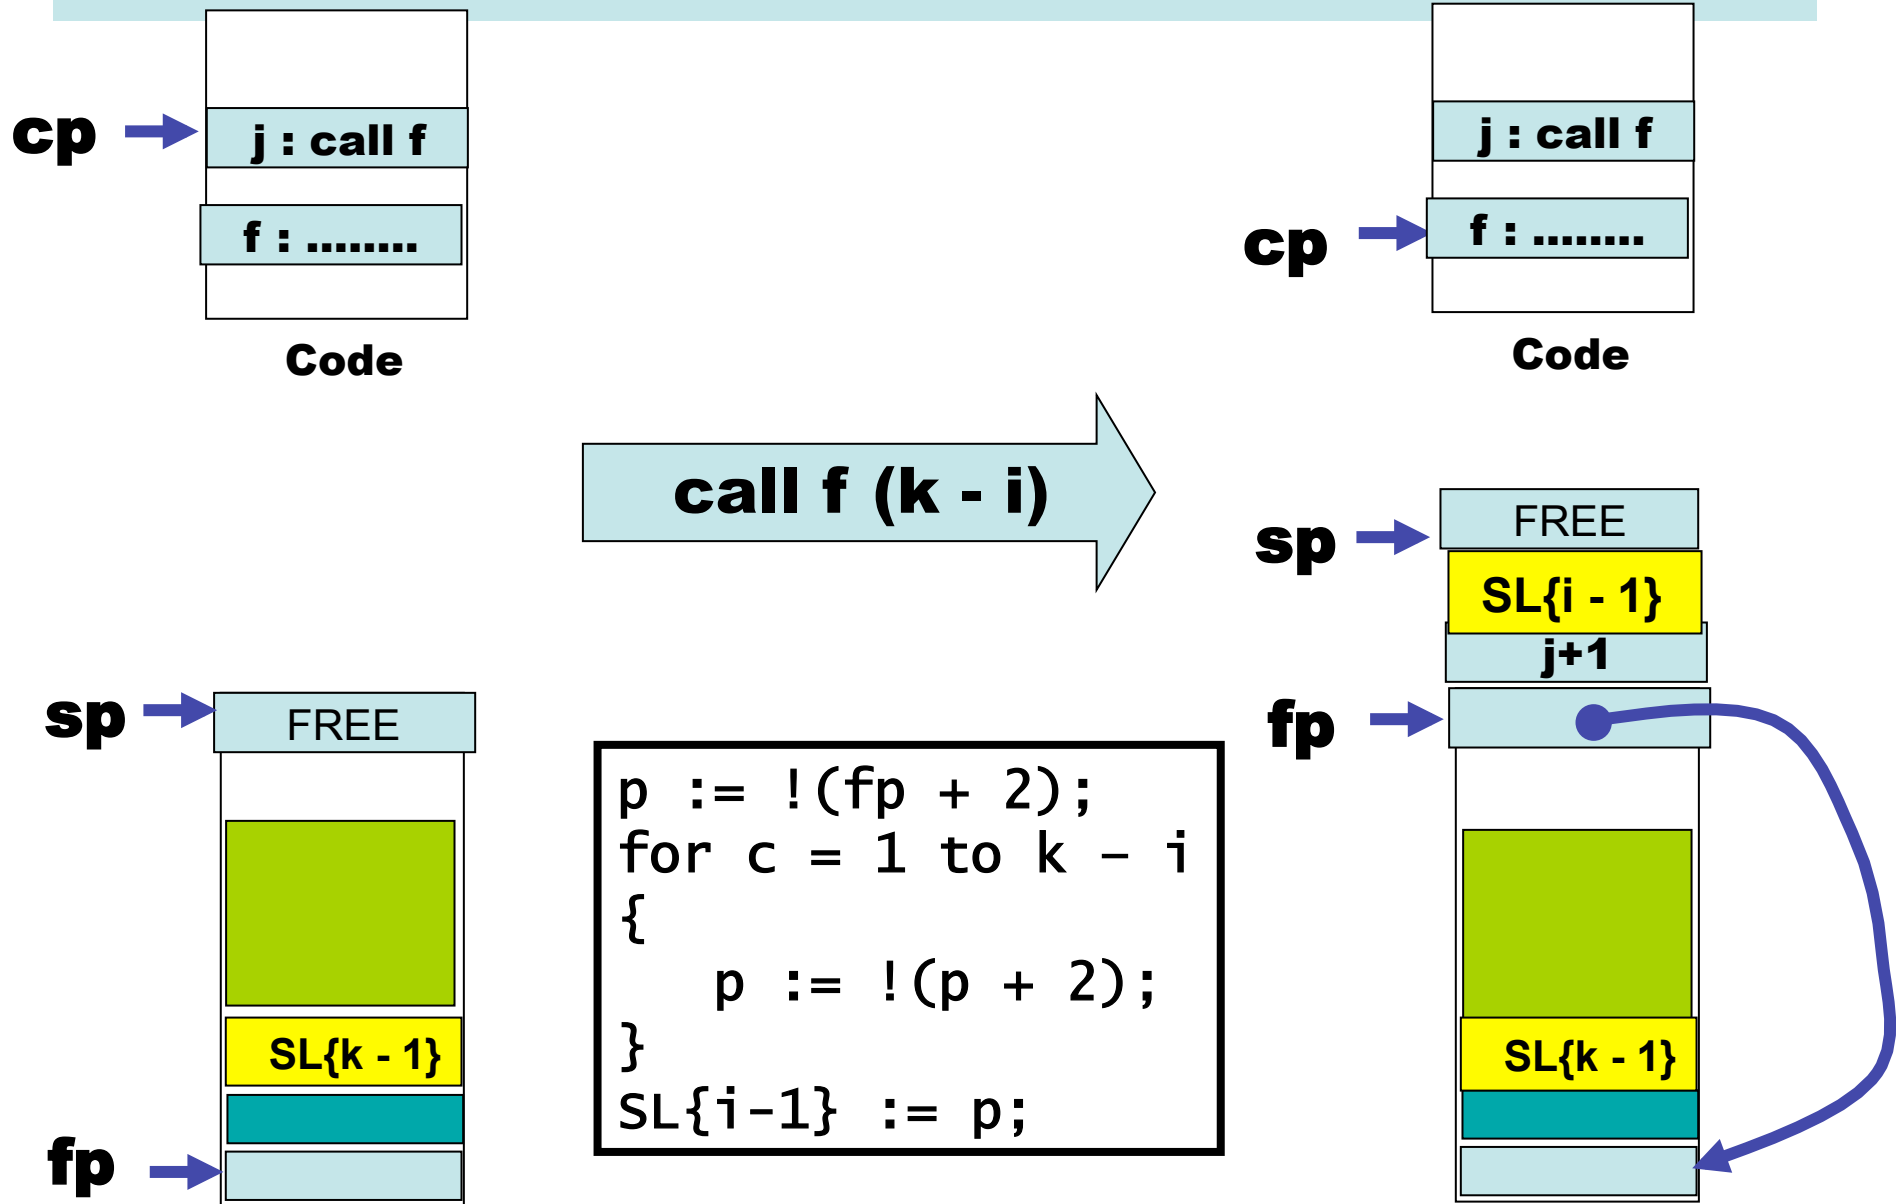 cp
j : call f
f : ........
Code
j : call f
cp
f : ........
Code
call f (k - i)
sp
FREE
SL{k - 1}
fp
p := !(fp + 2);
for c = 1 to k – i
{
p := !(p + 2);
}
SL{i-1} := p;
sp
FREE
SL{i - 1}
j+1
fp
SL{k - 1}